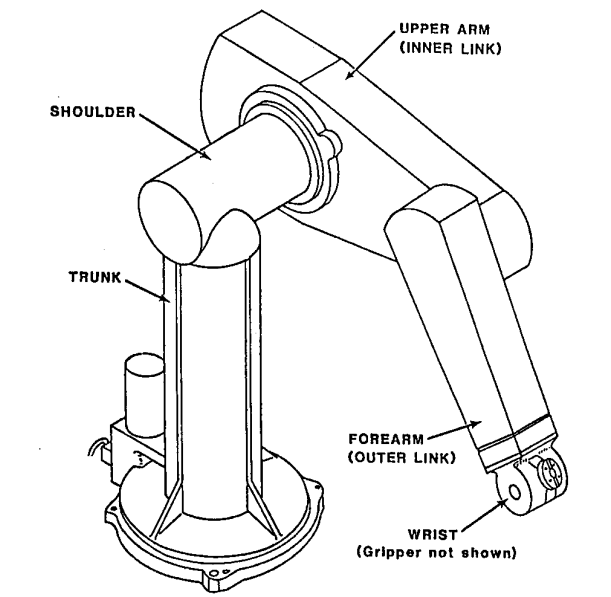 UPPER ARM
(INNER LINK)
SHOULDER
TRUNK
FOREARM
(OUTER LINK)
WRIST
(Gripper not shown)